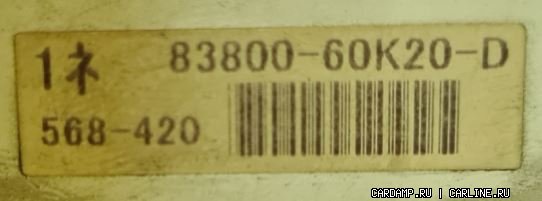 1ネ 83800-60K20-D
568-420
CARDAMP.RU | CARLINE.RU